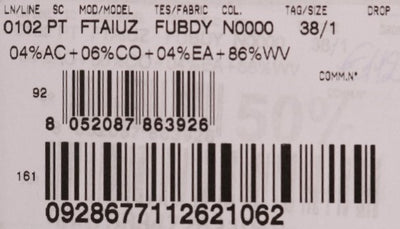 LN/LINE SC MOD/MODEL TES/FABRIC COL. TAG/SIZE DROP
0102 PT FTAIUZ FUBDY N0000 38/1
04%AC+06%CO+04%EA+86%WV
COMM.N°
92
8 052087 863926
161
0928677112621062